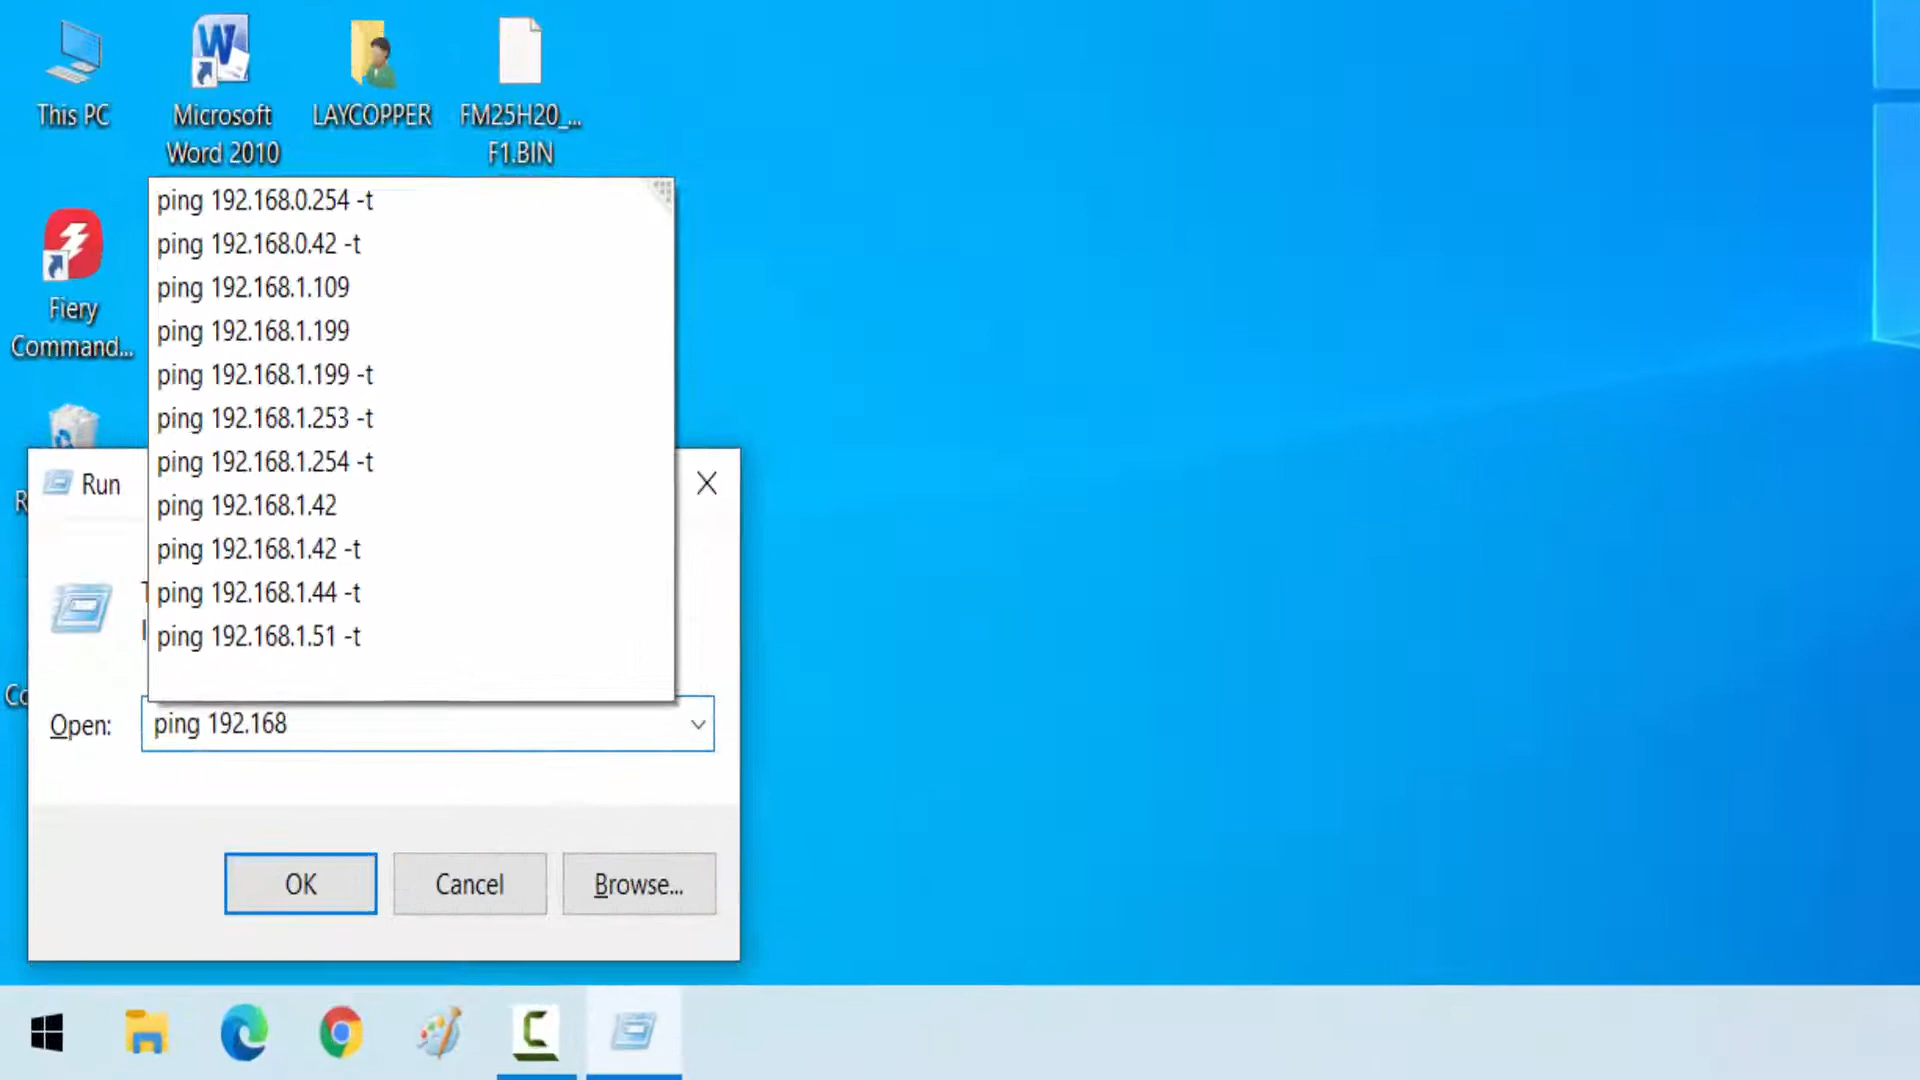 This PC
Microsoft
Word 2010
LAYCOPPER
FM25H20_...
F1.BIN
Fiery
Command...
ping 192.168.0.254 -t
ping 192.168.0.42 -t
ping 192.168.1.109
ping 192.168.1.199
ping 192.168.1.199 -t
ping 192.168.1.253 -t
ping 192.168.1.254 -t
ping 192.168.1.42
ping 192.168.1.42 -t
ping 192.168.1.44 -t
ping 192.168.1.51 -t
Run
Open:
ping 192.168
OK
Cancel
Browse...